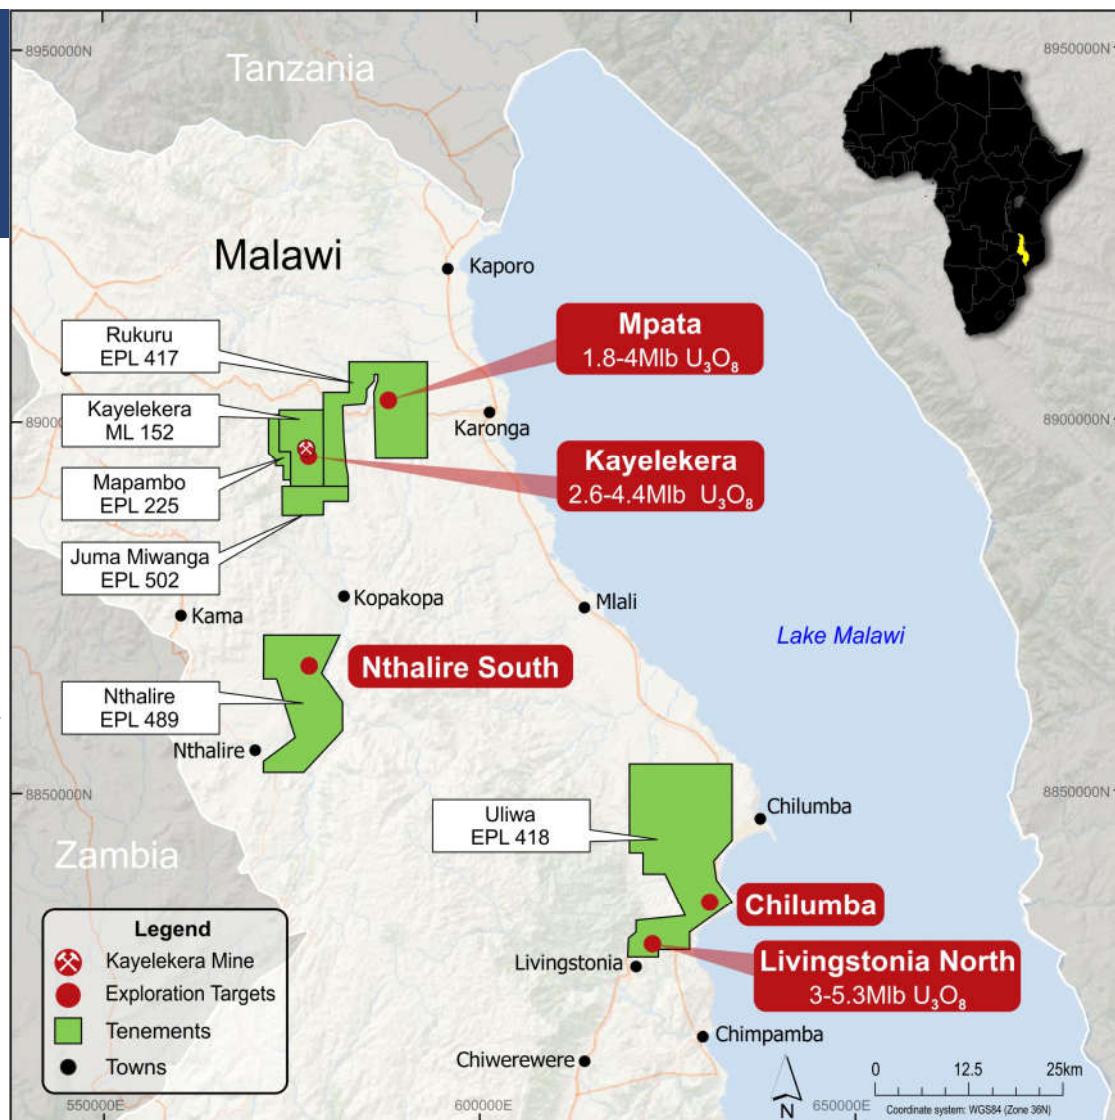 8950000N
8950000N
Tanzania
Malawi
Kaporo
Rukuru
EPL 417
Mpata
1.8-4Mlb U₃O₈
Kayelekera
ML 152
8900000N
8900000N
Karonga
Kayelekera
2.6-4.4Mlb U₃O₈
Mapambo
EPL 225
Juma Miwanga
EPL 502
Kopakopa
Mlali
Kama
Lake Malawi
Nthalire South
Nthalire
EPL 489
Nthalire
8850000N
8850000N
Uliwa
EPL 418
Chilumba
Zambia
Chilumba
Legend
Kayelekera Mine
Exploration Targets
Tenements
Towns
Livingstonia
Livingstonia North
3-5.3Mlb U₃O₈
Chimpamba
Chiwerewere
N
0 12.5 25km
Coordinate system: WGS84 (Zone 36N)
550000E
600000E
650000E